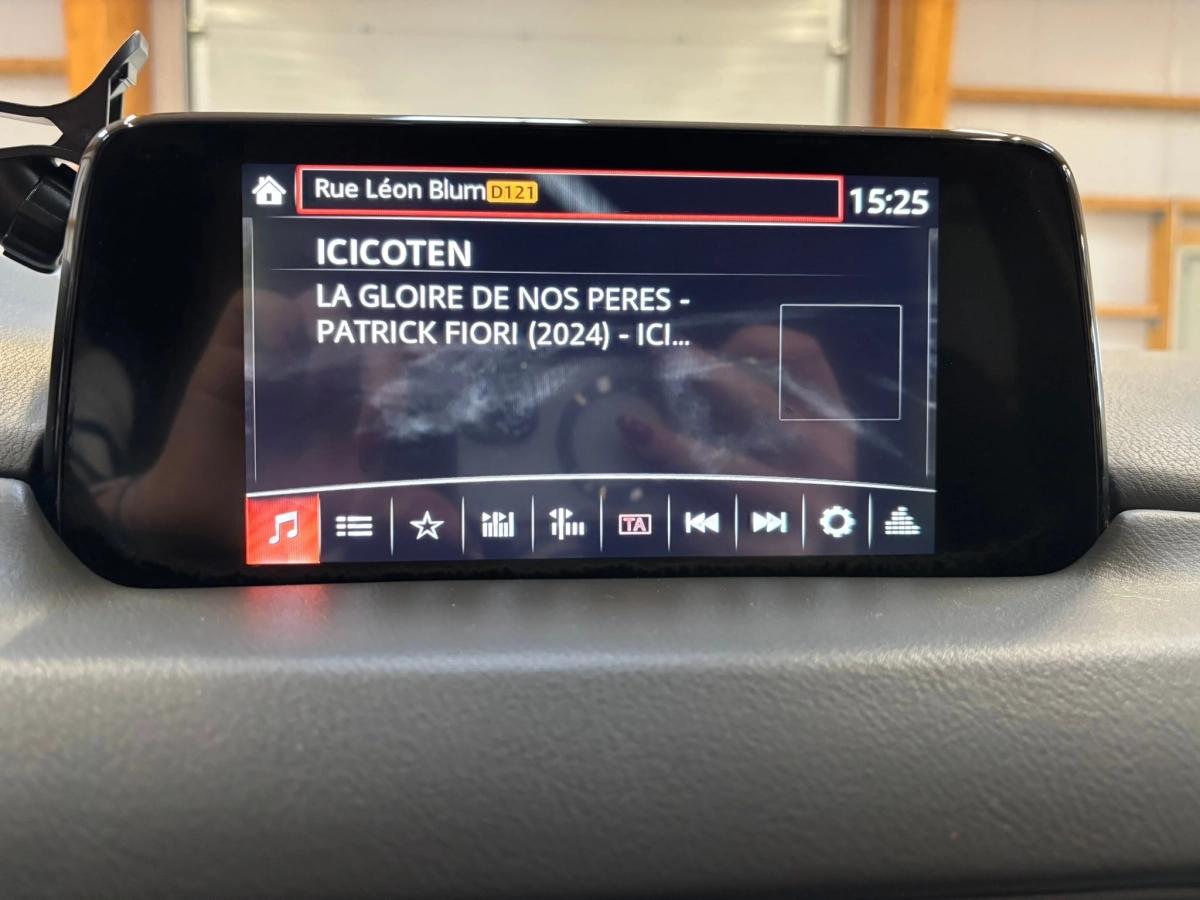 Rue Léon Blum D121
15:25
ICICOTEN
LA GLOIRE DE NOS PERES -
PATRICK FIORI (2024) - ICI...
TA